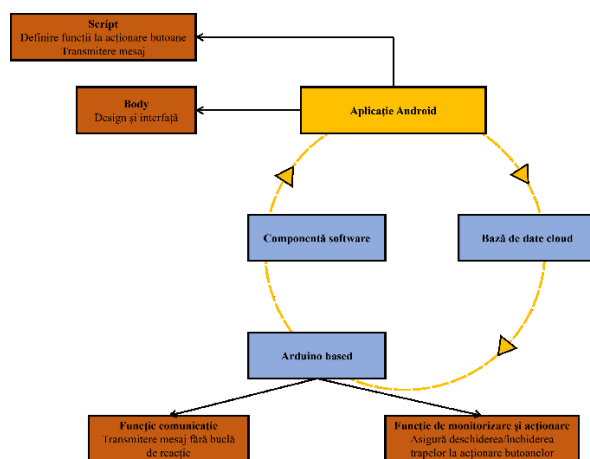 Script
Definire funcții la acționare butoane
Transmitere mesaj
Body
Design și interfață
Aplicație Android
Componentă software
Bază de date cloud
Arduino based
Funcție comunicație
Transmitere mesaj fără buclă
de reacție
Funcție de monitorizare și acționare
Asigură deschiderea/închiderea
trapelor la acționare butoanelor